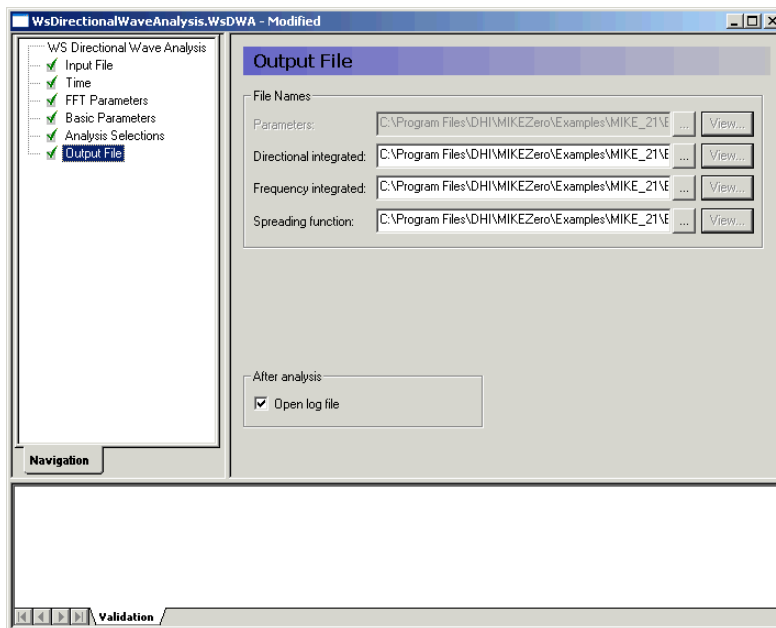 WsDirectionalWaveAnalysis.WsDWA - Modified
WS Directional Wave Analysis
Input File
Time
FFT Parameters
Basic Parameters
Analysis Selections
Output File
Navigation
Output File
File Names
Parameters: C:\Program Files\DHI\MIKEZero\Examples\MIKE_21\E ... View...
Directional integrated: C:\Program Files\DHI\MIKEZero\Examples\MIKE_21\E ... View...
Frequency integrated: C:\Program Files\DHI\MIKEZero\Examples\MIKE_21\E ... View...
Spreading function: C:\Program Files\DHI\MIKEZero\Examples\MIKE_21\E ... View...
After analysis
Open log file
Validation